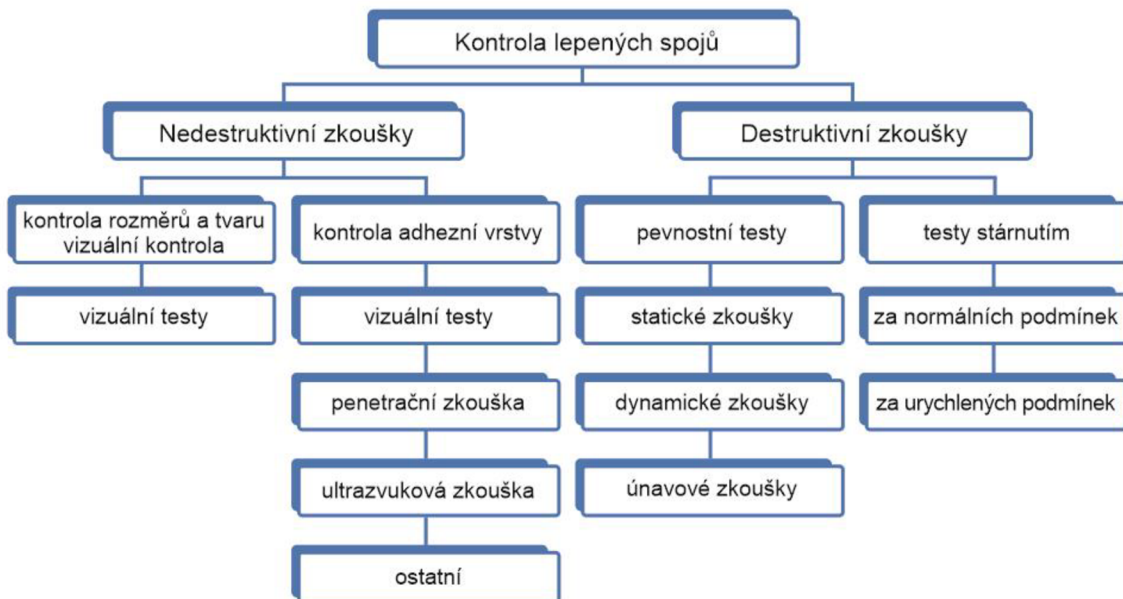 Kontrola lepených spojů
Nedestruktivní zkoušky
Destruktivní zkoušky
kontrola rozměrů a tvaru
vizuální kontrola
kontrola adhezní vrstvy
pevnostní testy
testy stárnutím
vizuální testy
vizuální testy
statické zkoušky
za normálních podmínek
penetrační zkouška
dynamické zkoušky
za urychlených podmínek
ultrazvuková zkouška
únavové zkoušky
ostatní